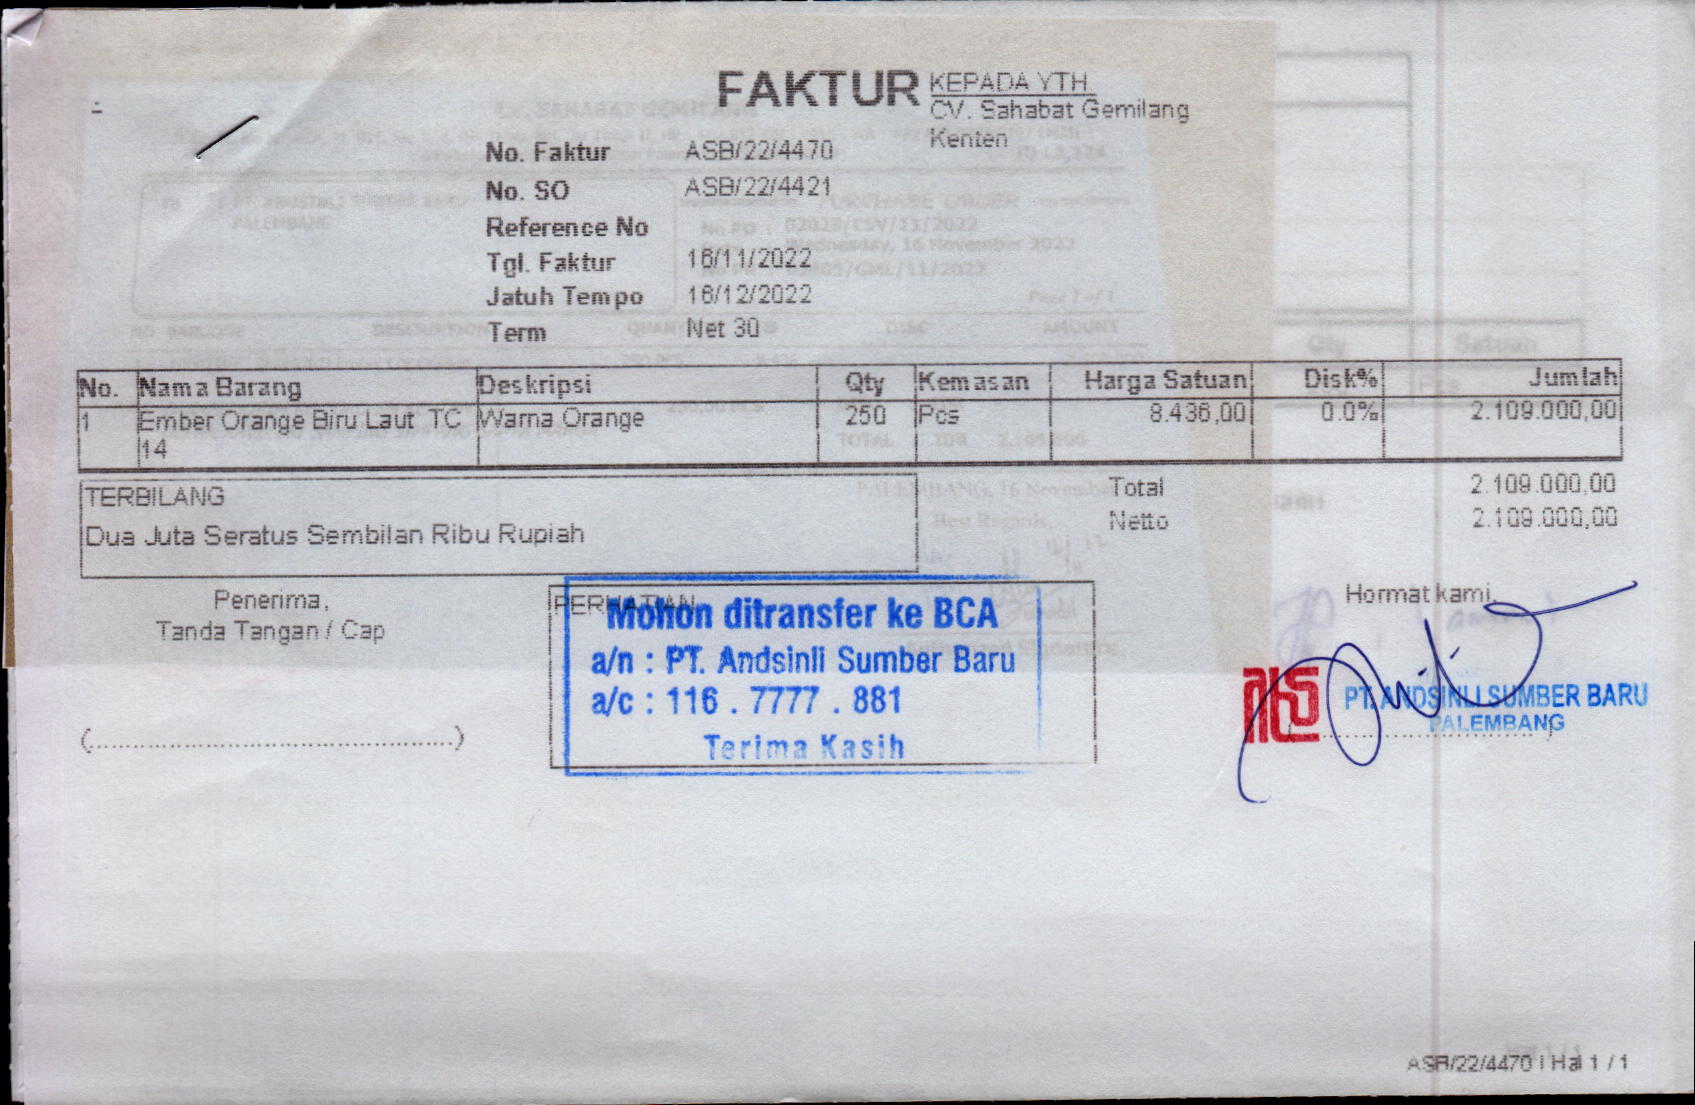 FAKTUR
KEPADA YTH.
CV. Sahabat Gemilang
Kenten
No. Faktur ASB/22/4470
No. SO ASB/22/4421
Reference No
Tgl. Faktur 16/11/2022
Jatuh Tempo 16/12/2022
Term Net 30
No. Nama Barang Deskripsi Qty Kemasan Harga Satuan Disk% Jumlah
1 Ember Orange Biru Laut TC Warna Orange 250 Pcs 8.436,00 0.0% 2.109.000,00
14
TERBILANG
Dua Juta Seratus Sembilan Ribu Rupiah
Total 2.109.000,00
Netto 2.109.000,00
Penerima,
Tanda Tangan / Cap
PERHATIAN
Mohon ditransfer ke BCA
a/n : PT. Andsinli Sumber Baru
a/c : 116 . 7777 . 881
Terima Kasih
Hormat kami,
PT. ANDSINLI SUMBER BARU
PALEMBANG
(................................................)
ASB/22/4470 | Hal 1 / 1